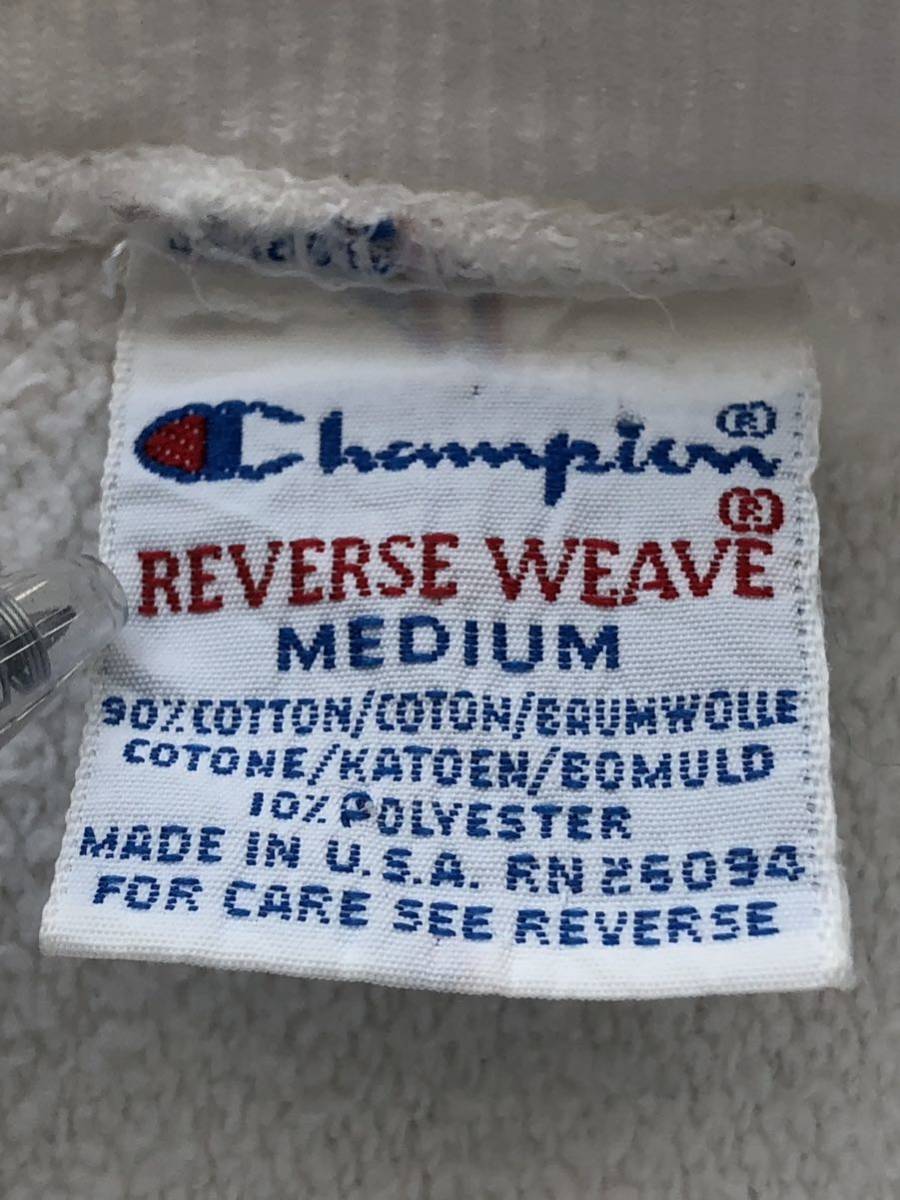 Champion®
REVERSE WEAVE®
MEDIUM
90% COTTON/COTON/BAUMWOLLE
COTONE/KATOEN/BOMULD
10% POLYESTER
MADE IN U.S.A. RN 26094
FOR CARE SEE REVERSE